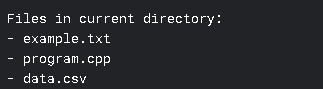 Files in current directory:
- example.txt
- program.cpp
- data.csv